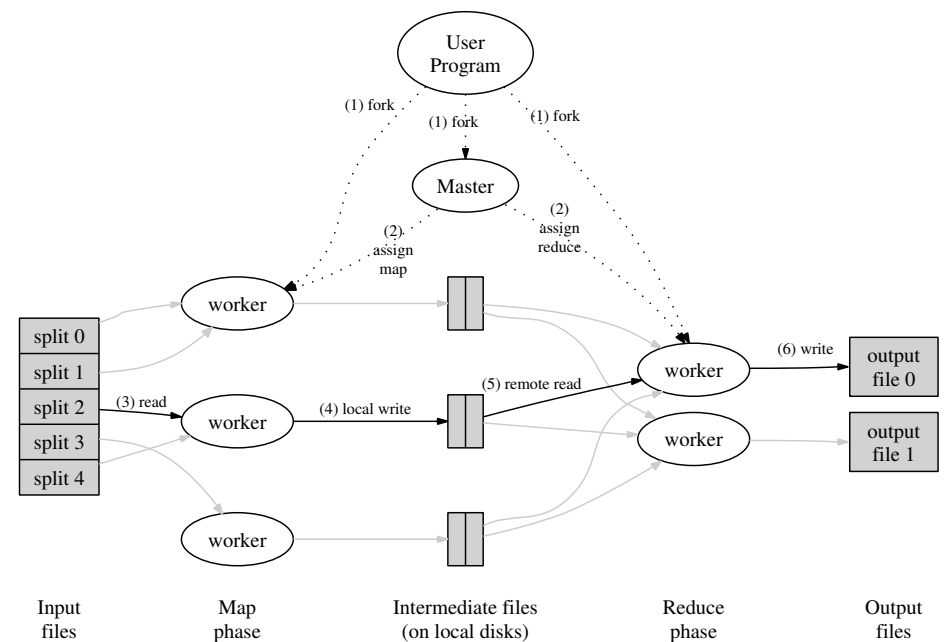 User
Program
(1) fork
(1) fork
(1) fork
Master
(2)
assign
map
(2)
assign
reduce
worker
split 0
split 1
split 2
split 3
split 4
(3) read
worker
(4) local write
(5) remote read
worker
(6) write
output
file 0
worker
output
file 1
worker
Input
files
Map
phase
Intermediate files
(on local disks)
Reduce
phase
Output
files